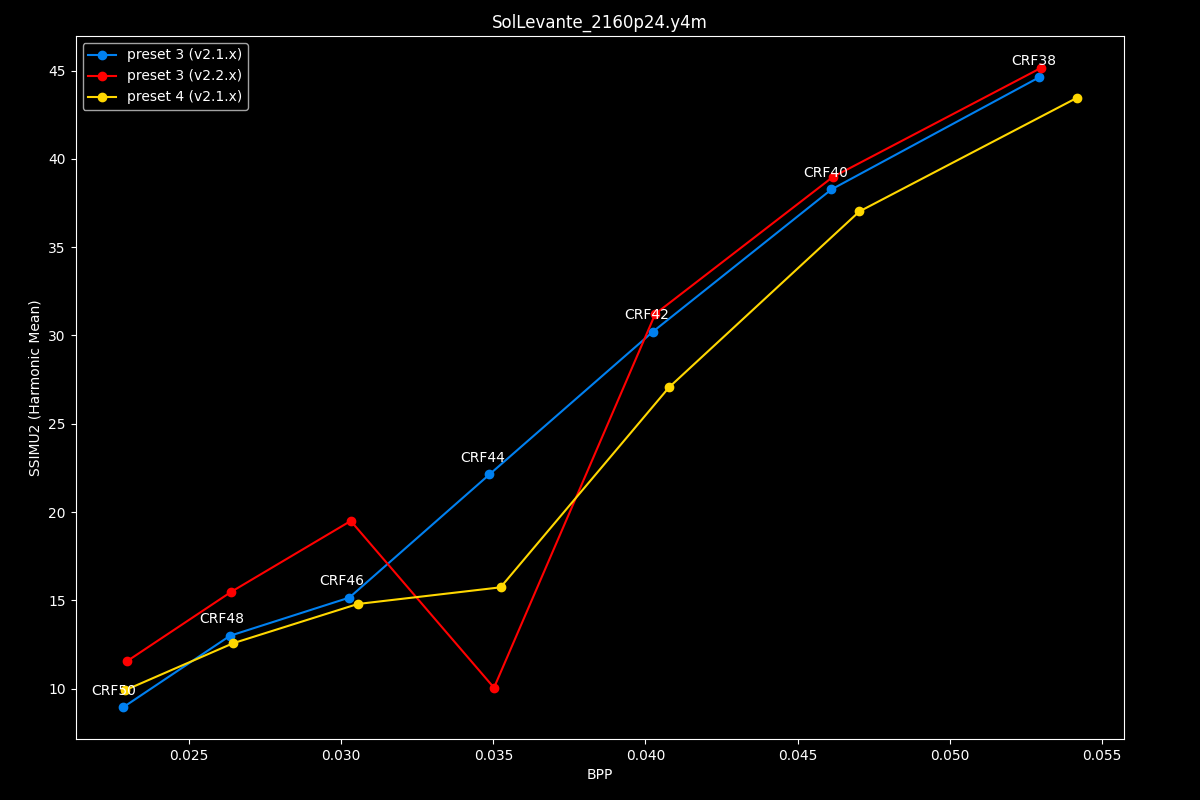 SolLevante_2160p24.y4m
preset 3 (v2.1.x)
preset 3 (v2.2.x)
preset 4 (v2.1.x)
CRF38
CRF40
CRF42
CRF44
CRF46
CRF48
CRF50
45
40
35
30
25
20
15
10
SSIMU2 (Harmonic Mean)
0.025 0.030 0.035 0.040 0.045 0.050 0.055
BPP